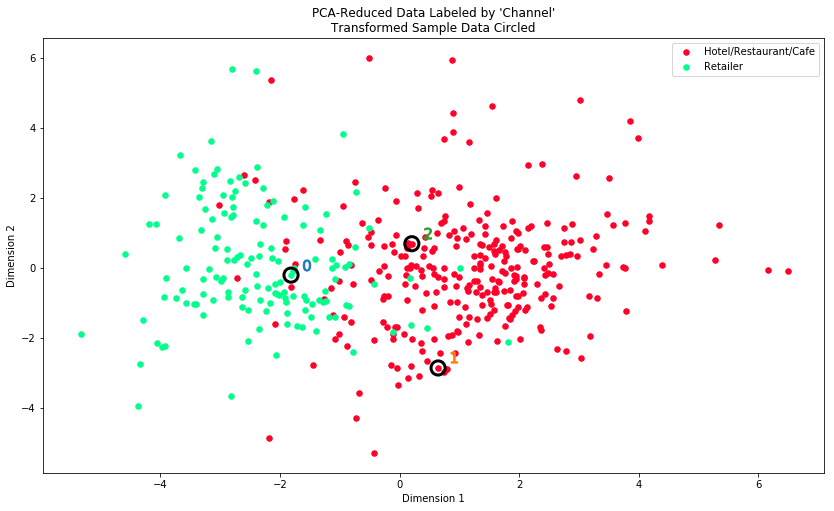 PCA-Reduced Data Labeled by 'Channel'
Transformed Sample Data Circled
Hotel/Restaurant/Cafe
Retailer
6
4
2
0
−2
−4
Dimension 2
2
0
1
−4
−2
0
2
4
6
Dimension 1